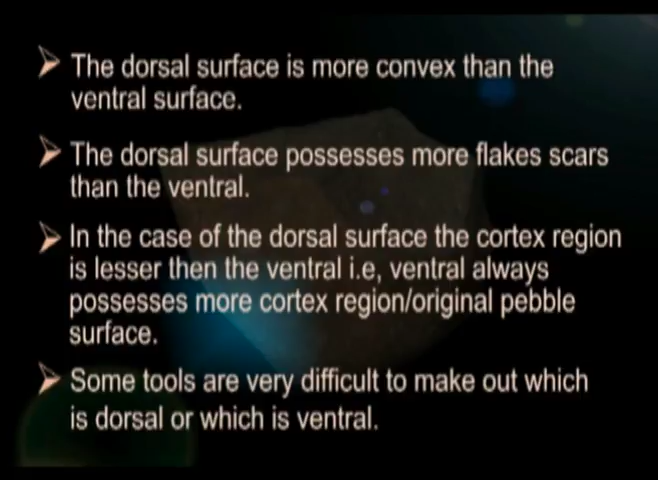 The dorsal surface is more convex than the
ventral surface.
The dorsal surface possesses more flakes scars
than the ventral.
In the case of the dorsal surface the cortex region
is lesser then the ventral i.e, ventral always
possesses more cortex region/original pebble
surface.
Some tools are very difficult to make out which
is dorsal or which is ventral.